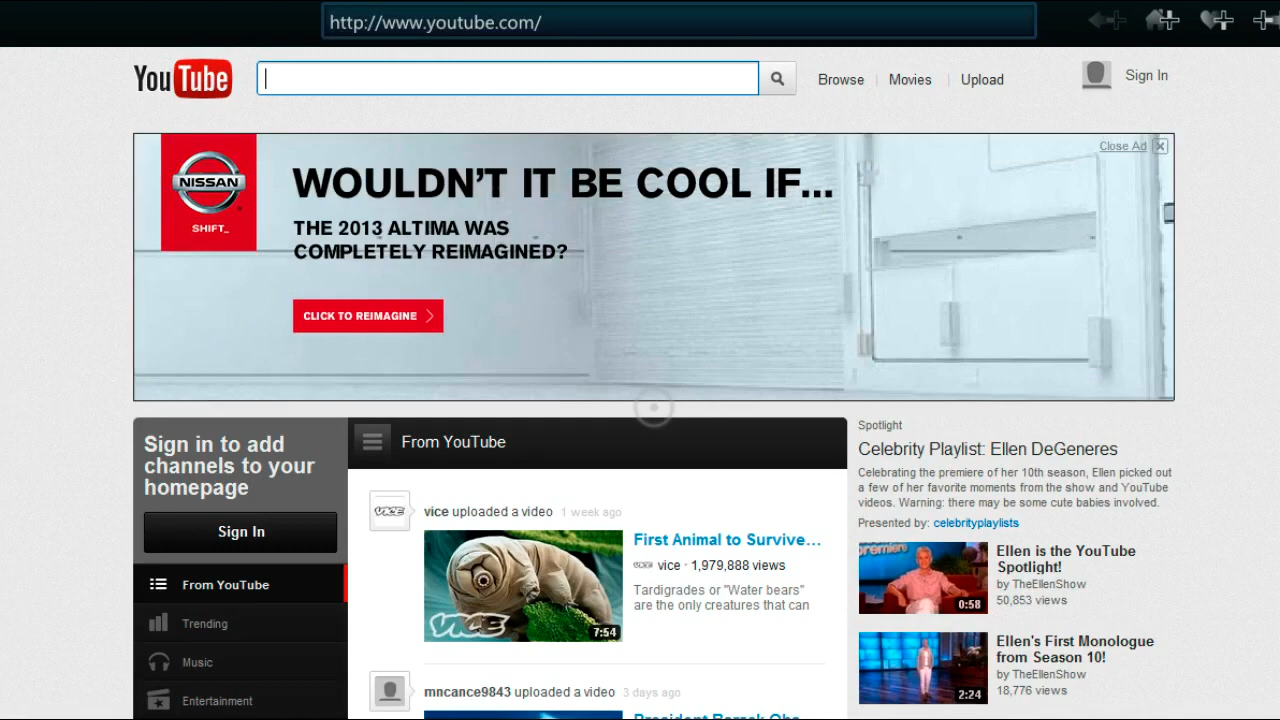 http://www.youtube.com/
YouTube
Browse
Movies
Upload
Sign In
Close Ad
NISSAN
SHIFT_
WOULDN'T IT BE COOL IF...
THE 2013 ALTIMA WAS
COMPLETELY REIMAGINED?
CLICK TO REIMAGINE
Sign in to add
channels to your
homepage
Sign In
From YouTube
Trending
Music
Entertainment
From YouTube
VICE
vice uploaded a video 1 week ago
VICE
7:54
First Animal to Survive...
vice · 1,979,888 views
Tardigrades or "Water bears"
are the only creatures that can
mncance9843 uploaded a video 3 days ago
President Barack Oba
Spotlight
Celebrity Playlist: Ellen DeGeneres
Celebrating the premiere of her 10th season, Ellen picked out
a few of her favorite moments from the show and YouTube
videos. Warning: there may be some cute babies involved.
Presented by: celebrityplaylists
premiere
0:58
Ellen is the YouTube
Spotlight!
by TheEllenShow
50,853 views
2:24
Ellen's First Monologue
from Season 10!
by TheEllenShow
18,776 views